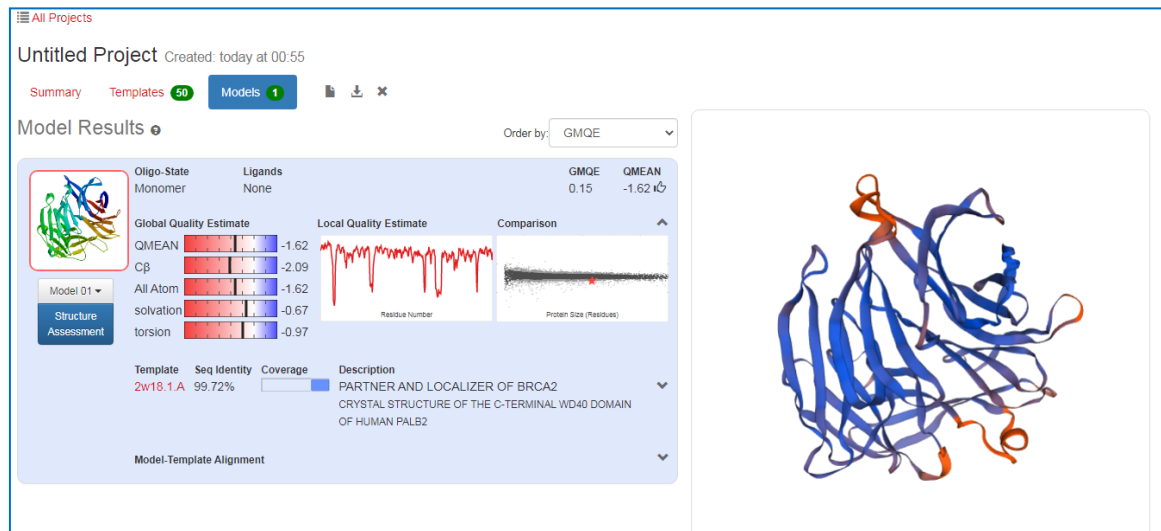 All Projects
Untitled Project Created: today at 00:55
Summary Templates 50 Models 1
Model Results
Order by: GMQE
Oligo-State Ligands GMQE QMEAN
Monomer None 0.15 -1.62
Global Quality Estimate Local Quality Estimate Comparison
QMEAN -1.62
Cβ -2.09
All Atom -1.62
solvation -0.67
torsion -0.97
Residue Number
Protein Size (Residues)
Model 01
Structure
Assessment
Template Seq Identity Coverage Description
2w18.1.A 99.72% PARTNER AND LOCALIZER OF BRCA2
CRYSTAL STRUCTURE OF THE C-TERMINAL WD40 DOMAIN
OF HUMAN PALB2
Model-Template Alignment